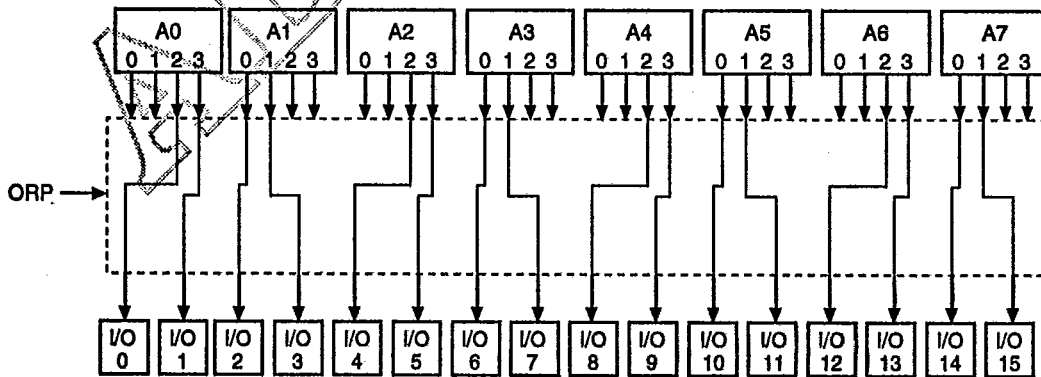 A0 A1 A2 A3 A4 A5 A6 A7
0 1 2 3 0 1 2 3 0 1 2 3 0 1 2 3 0 1 2 3 0 1 2 3 0 1 2 3 0 1 2 3
ORP
I/O I/O I/O I/O I/O I/O I/O I/O I/O I/O I/O I/O I/O I/O I/O I/O
0 1 2 3 4 5 6 7 8 9 10 11 12 13 14 15